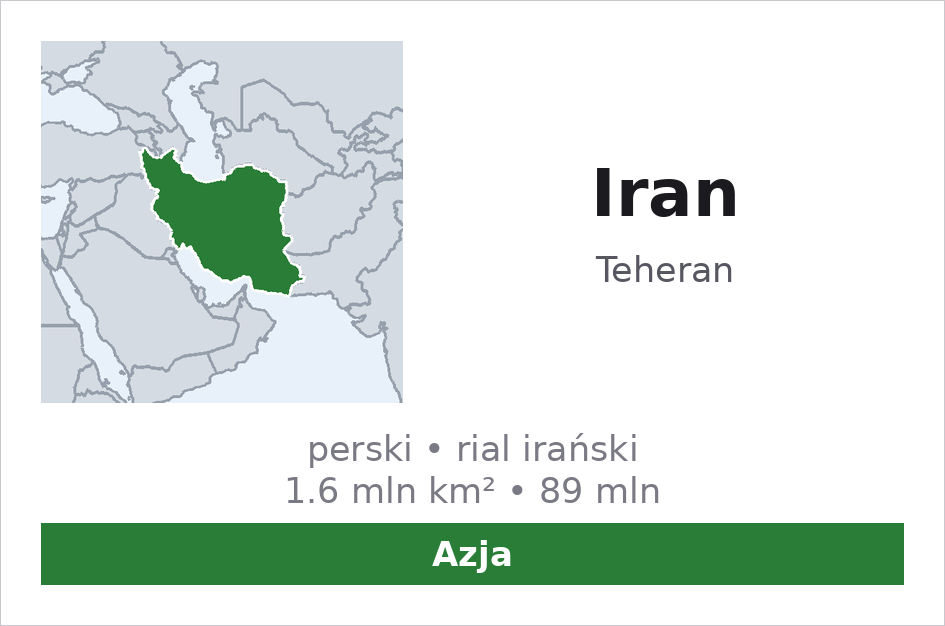 Iran
Teheran
perski • rial irański
1.6 mln km² • 89 mln
Azja